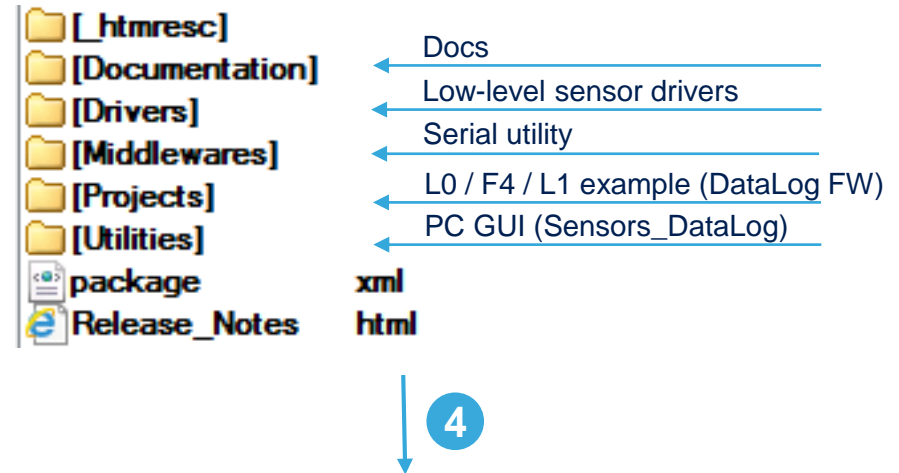 [_htmresc]
[Documentation] Docs
[Drivers] Low-level sensor drivers
[Middlewares] Serial utility
[Projects] L0 / F4 / L1 example (DataLog FW)
[Utilities] PC GUI (Sensors_DataLog)
package xml
Release_Notes html
4